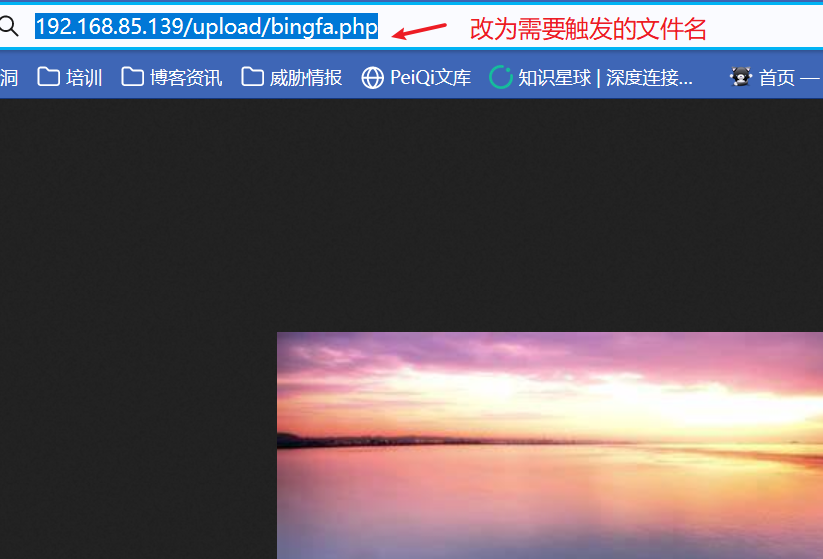 192.168.85.139/upload/bingfa.php 改为需要触发的文件名
洞 培训 博客资讯 威胁情报 PeiQi文库 知识星球 | 深度连接... 首页 —